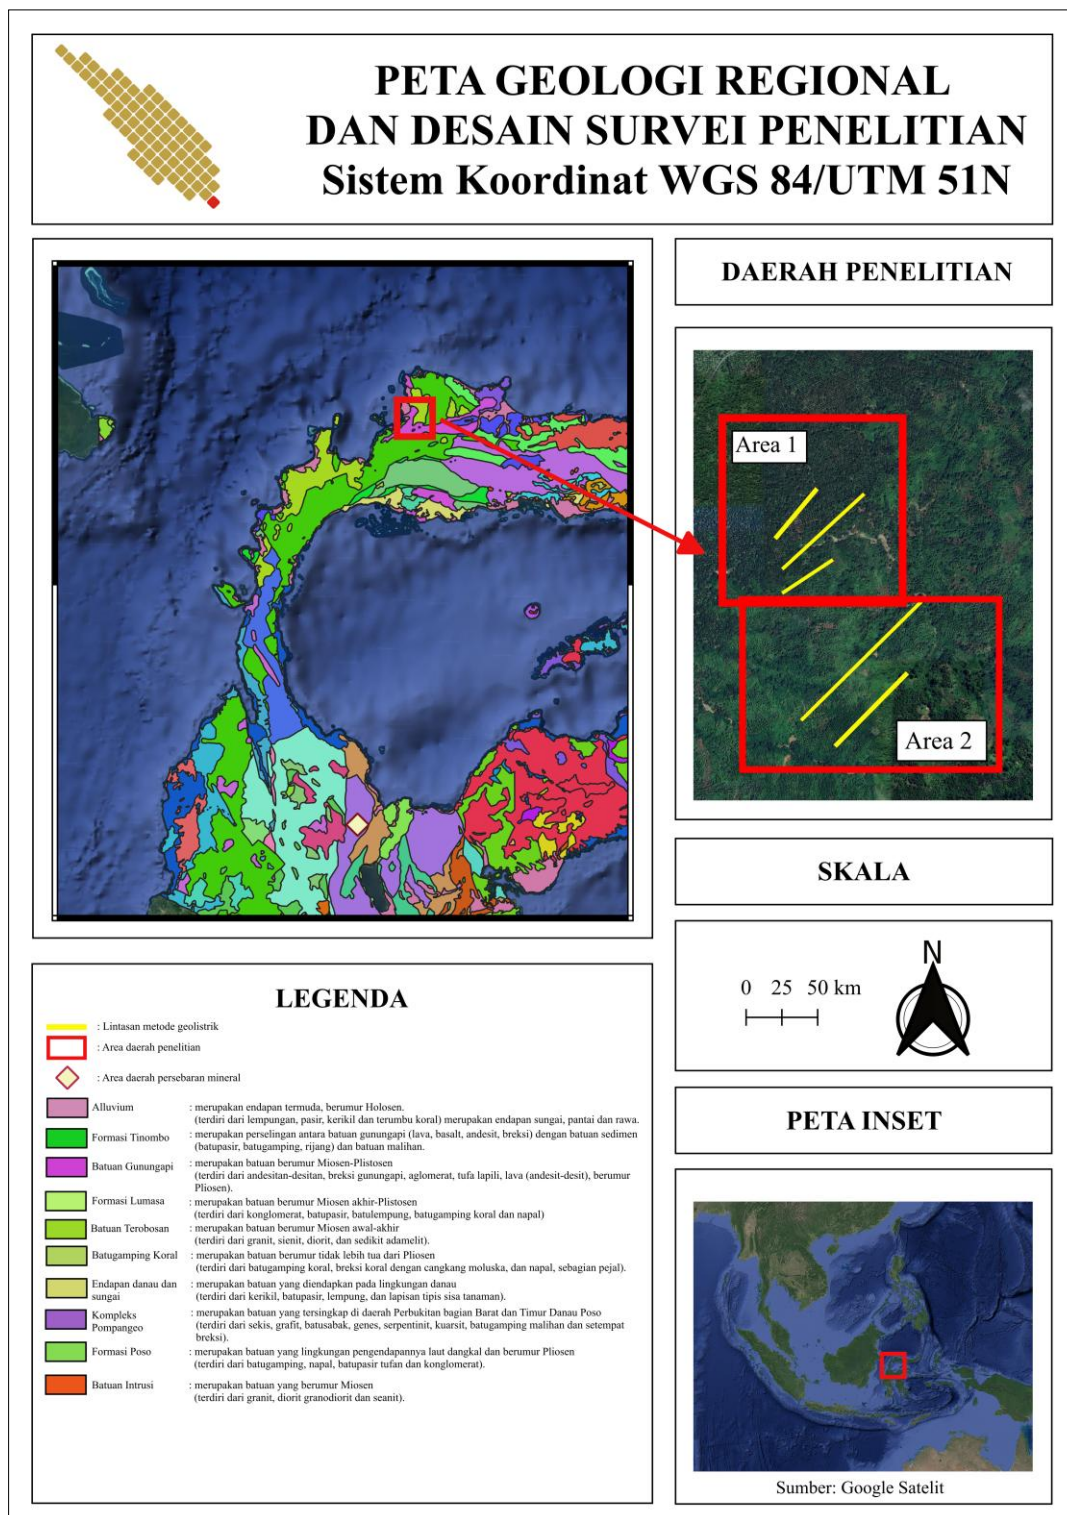 PETA GEOLOGI REGIONAL
DAN DESAIN SURVEI PENELITIAN
Sistem Koordinat WGS 84/UTM 51N
DAERAH PENELITIAN
Area 1
Area 2
SKALA
0 25 50 km
N
PETA INSET
Sumber: Google Satelit
LEGENDA
: Lintasan metode geolistrik
: Area daerah penelitian
: Area daerah persebaran mineral
Alluvium : merupakan endapan termuda, berumur Holosen.
(terdiri dari lempungan, pasir, kerikil dan terumbu koral) merupakan endapan sungai, pantai dan rawa.
Formasi Tinombo : merupakan perselingan antara batuan gunungapi (lava, basalt, andesit, breksi) dengan batuan sedimen
(batupasir, batugamping, rijang) dan batuan malihan.
Batuan Gunungapi : merupakan batuan berumur Miosen-Plistosen
(terdiri dari andesitan-desitan, breksi gunungapi, aglomerat, tufa lapili, lava (andesit-desit), berumur
Pliosen).
Formasi Lumasa : merupakan batuan berumur Miosen akhir-Plistosen
(terdiri dari konglomerat, batupasir, batulempung, batugamping koral dan napal)
Batuan Terobosan : merupakan batuan berumur Miosen awal-akhir
(terdiri dari granit, sienit, diorit, dan sedikit adamelit).
Batugamping Koral : merupakan batuan berumur tidak lebih tua dari Pliosen
(terdiri dari batugamping koral, breksi koral dengan cangkang moluska, dan napal, sebagian pejal).
Endapan danau dan : merupakan batuan yang diendapkan pada lingkungan danau
sungai (terdiri dari kerikil, batupasir, lempung, dan lapisan tipis sisa tanaman).
Kompleks : merupakan batuan yang tersingkap di daerah Perbukitan bagian Barat dan Timur Danau Poso
Pompangeo (terdiri dari sekis, grafit, batusabak, genes, serpentinit, kuarsit, batugamping malihan dan setempat
breksi).
Formasi Poso : merupakan batuan yang lingkungan pengendapannya laut dangkal dan berumur Pliosen
(terdiri dari batugamping, napal, batupasir tufan dan konglomerat).
Batuan Intrusi : merupakan batuan yang berumur Miosen
(terdiri dari granit, diorit granodiorit dan seanit).